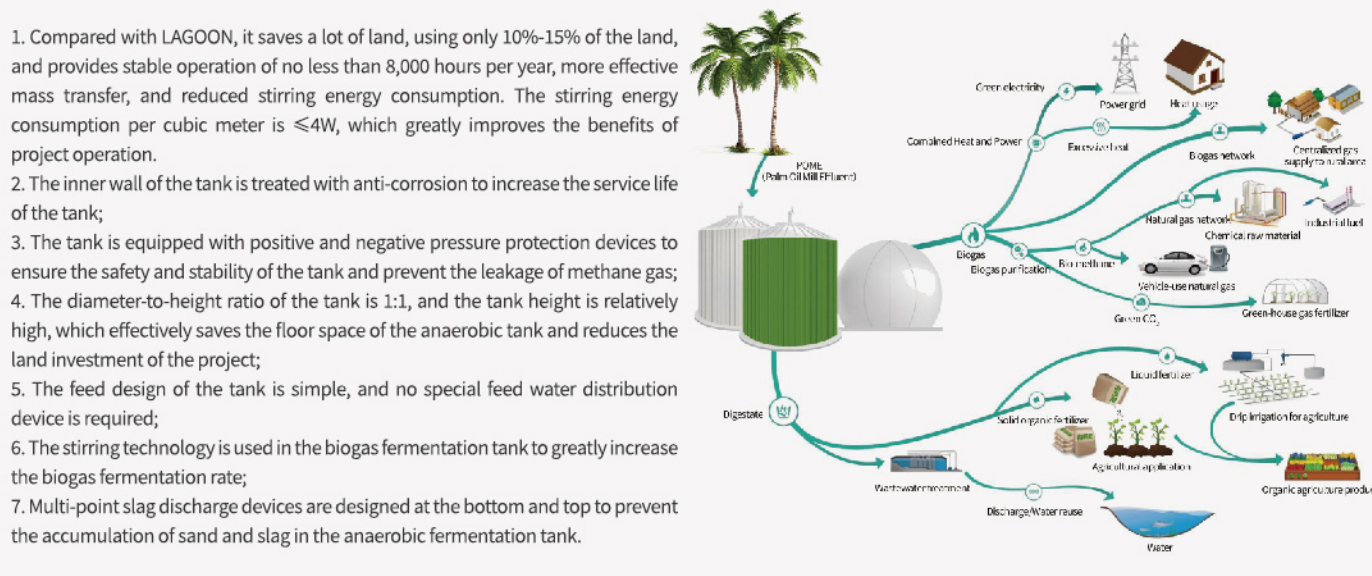 1. Compared with LAGOON, it saves a lot of land, using only 10%-15% of the land,
and provides stable operation of no less than 8,000 hours per year, more effective
mass transfer, and reduced stirring energy consumption. The stirring energy
consumption per cubic meter is ⩽4W, which greatly improves the benefits of
project operation.
2. The inner wall of the tank is treated with anti-corrosion to increase the service life
of the tank;
3. The tank is equipped with positive and negative pressure protection devices to
ensure the safety and stability of the tank and prevent the leakage of methane gas;
4. The diameter-to-height ratio of the tank is 1:1, and the tank height is relatively
high, which effectively saves the floor space of the anaerobic tank and reduces the
land investment of the project;
5. The feed design of the tank is simple, and no special feed water distribution
device is required;
6. The stirring technology is used in the biogas fermentation tank to greatly increase
the biogas fermentation rate;
7. Multi-point slag discharge devices are designed at the bottom and top to prevent
the accumulation of sand and slag in the anaerobic fermentation tank.
POME
(Palm Oil Mill Effluent)
Green electricity
Power grid
Heat usage
Combined Heat and Power
Excessive heat
Biogas network
Centralized gas
supply to rural area
Natural gas network
Chemical raw material
Industrial fuel
Biogas
Biogas purification
Bio-methane
Vehicle-use natural gas
Green CO₂
Green-house gas fertilizer
Liquid fertilizer
Digestate
Solid organic fertilizer
Drip irrigation for agriculture
Agricultural application
Organic agriculture produc
Wastewater treatment
Discharge/Water reuse
Water